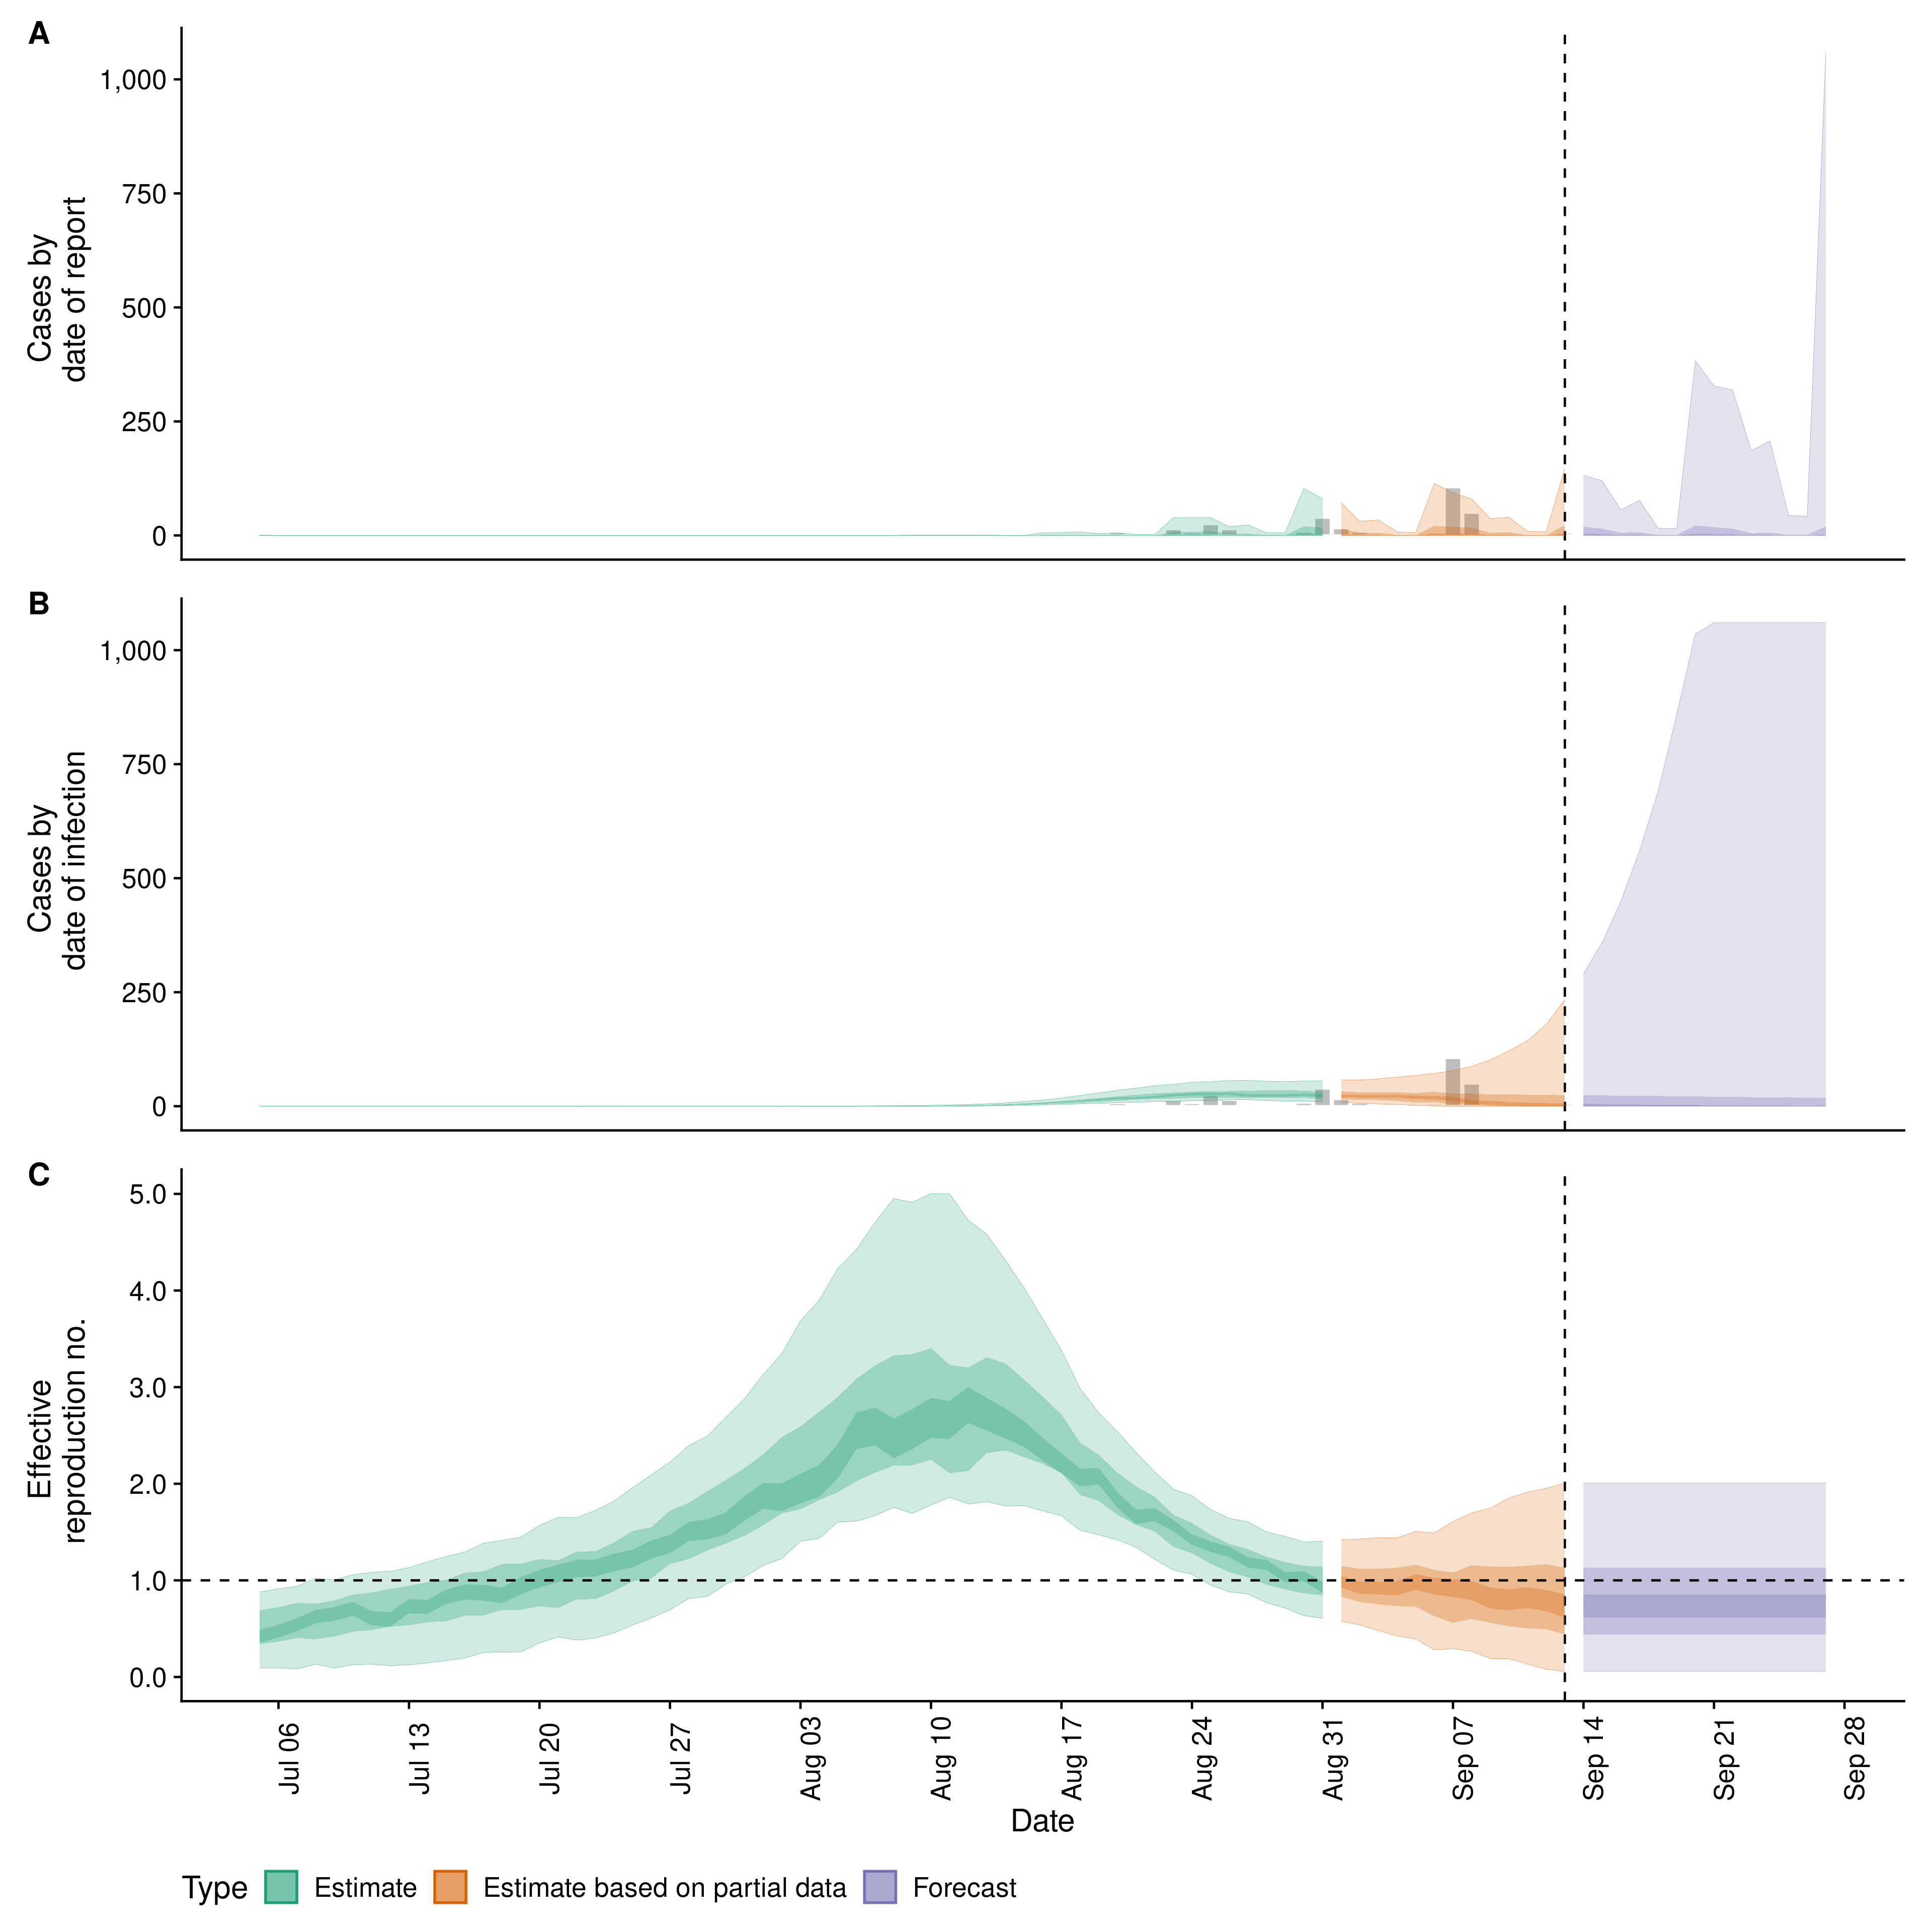 A
Cases by
date of report
1,000
750
500
250
0
B
Cases by
date of infection
1,000
750
500
250
0
C
Effective
reproduction no.
5.0
4.0
3.0
2.0
1.0
0.0
Jul 06
Jul 13
Jul 20
Jul 27
Aug 03
Aug 10
Aug 17
Aug 24
Aug 31
Sep 07
Sep 14
Sep 21
Sep 28
Date
Type Estimate Estimate based on partial data Forecast